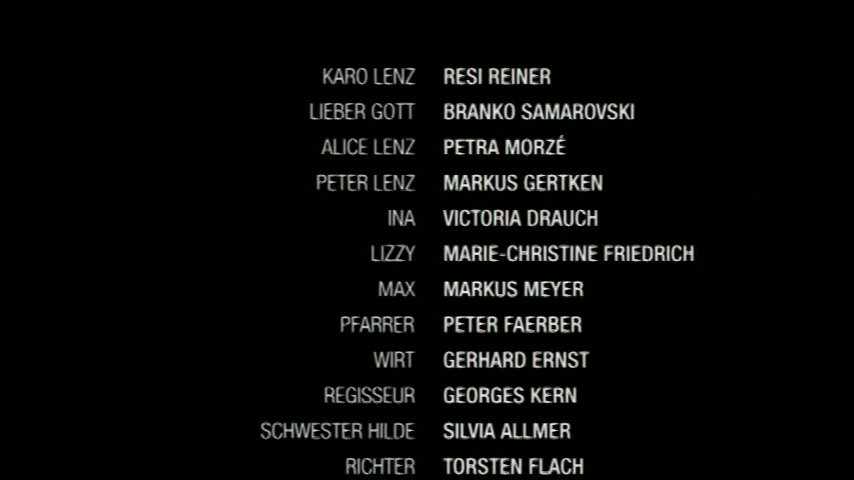 KARO LENZ RESI REINER
LIEBER GOTT BRANKO SAMAROVSKI
ALICE LENZ PETRA MORZÉ
PETER LENZ MARKUS GERTKEN
INA VICTORIA DRAUCH
LIZZY MARIE-CHRISTINE FRIEDRICH
MAX MARKUS MEYER
PFARRER PETER FAERBER
WIRT GERHARD ERNST
REGISSEUR GEORGES KERN
SCHWESTER HILDE SILVIA ALLMER
RICHTER TORSTEN FLACH